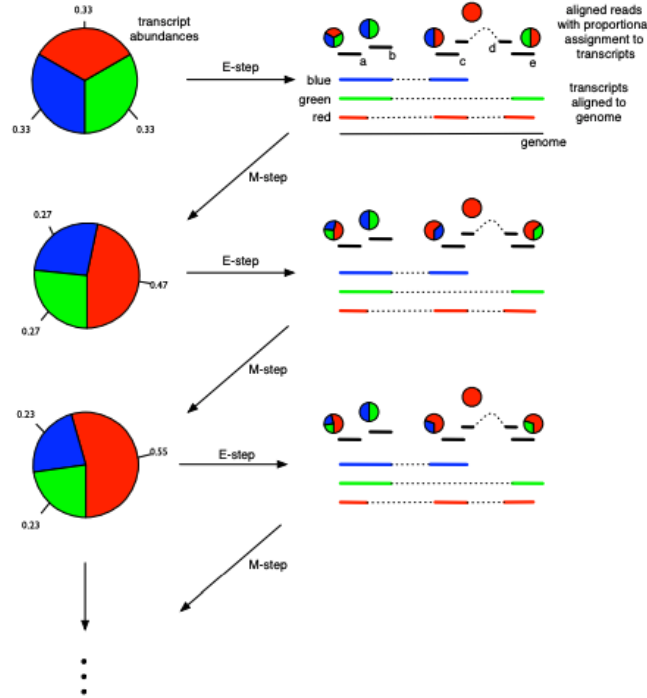 0.33
transcript
abundances
0.33
0.33
E-step
aligned reads
with proportiona
assignment to
transcripts
a
b
c
d
e
blue
green
red
transcripts
aligned to
genome
genome
M-step
0.27
0.47
0.27
E-step
M-step
0.23
0.55
0.23
E-step
M-step